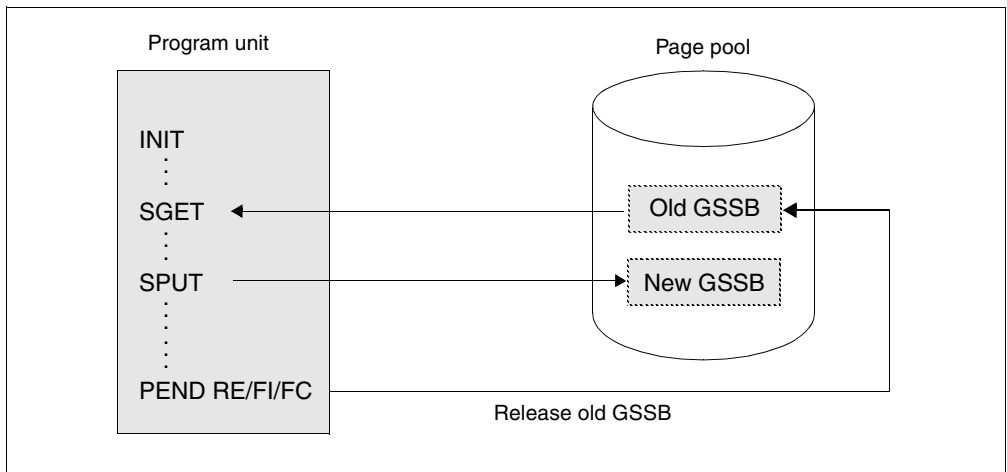 Program unit
Page pool
INIT
SGET
Old GSSB
SPUT
New GSSB
PEND RE/FI/FC
Release old GSSB